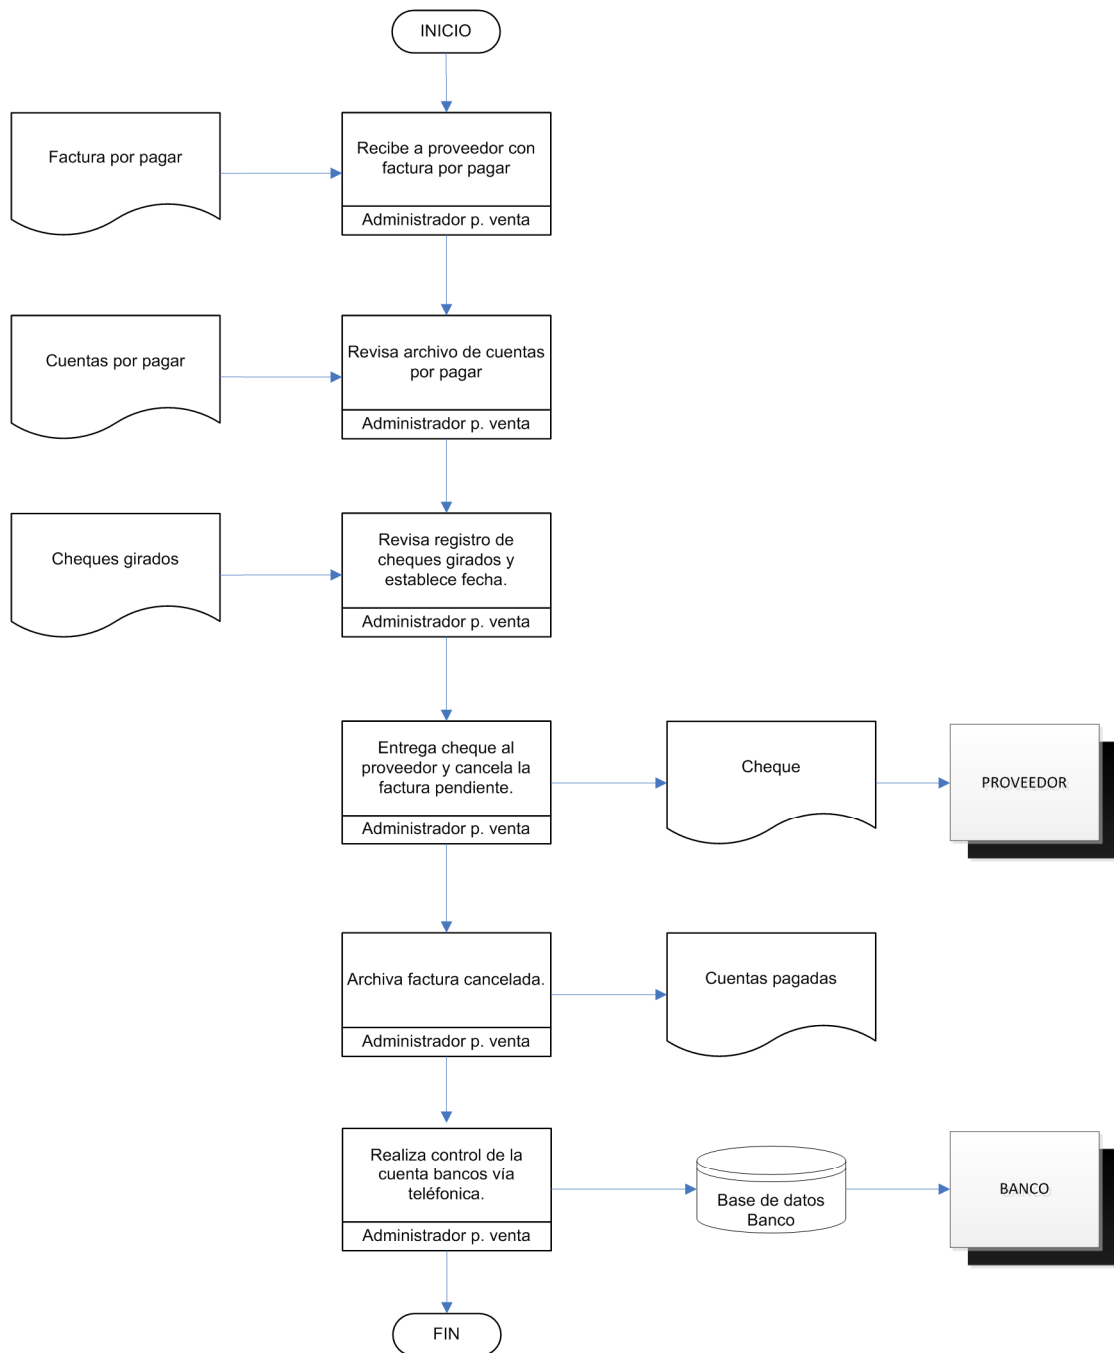 INICIO
Factura por pagar
Recibe a proveedor con
factura por pagar
Administrador p. venta
Cuentas por pagar
Revisa archivo de cuentas
por pagar
Administrador p. venta
Cheques girados
Revisa registro de
cheques girados y
establece fecha.
Administrador p. venta
Entrega cheque al
proveedor y cancela la
factura pendiente.
Administrador p. venta
Cheque
PROVEEDOR
Archiva factura cancelada.
Administrador p. venta
Cuentas pagadas
Realiza control de la
cuenta bancos vía
teléfonica.
Administrador p. venta
Base de datos
Banco
BANCO
FIN